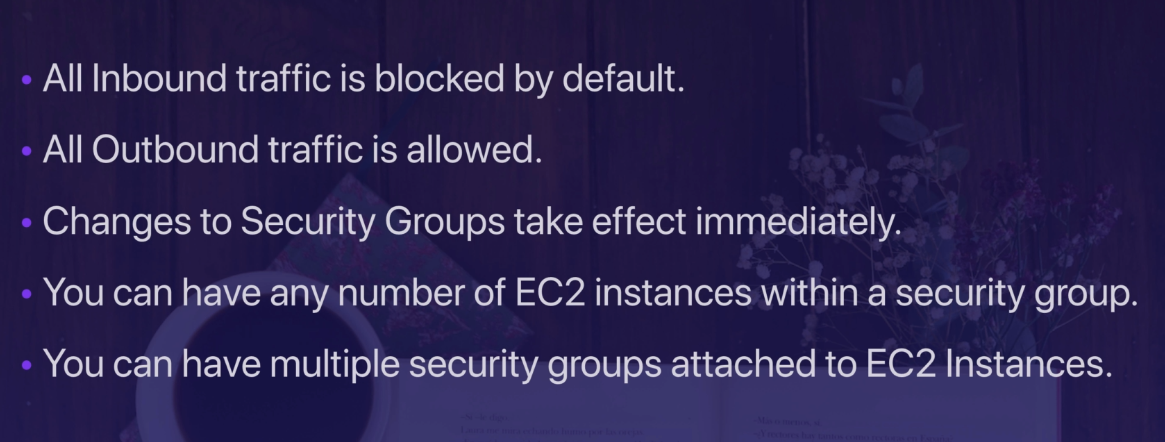 • All Inbound traffic is blocked by default.
• All Outbound traffic is allowed.
• Changes to Security Groups take effect immediately.
• You can have any number of EC2 instances within a security group.
• You can have multiple security groups attached to EC2 Instances.